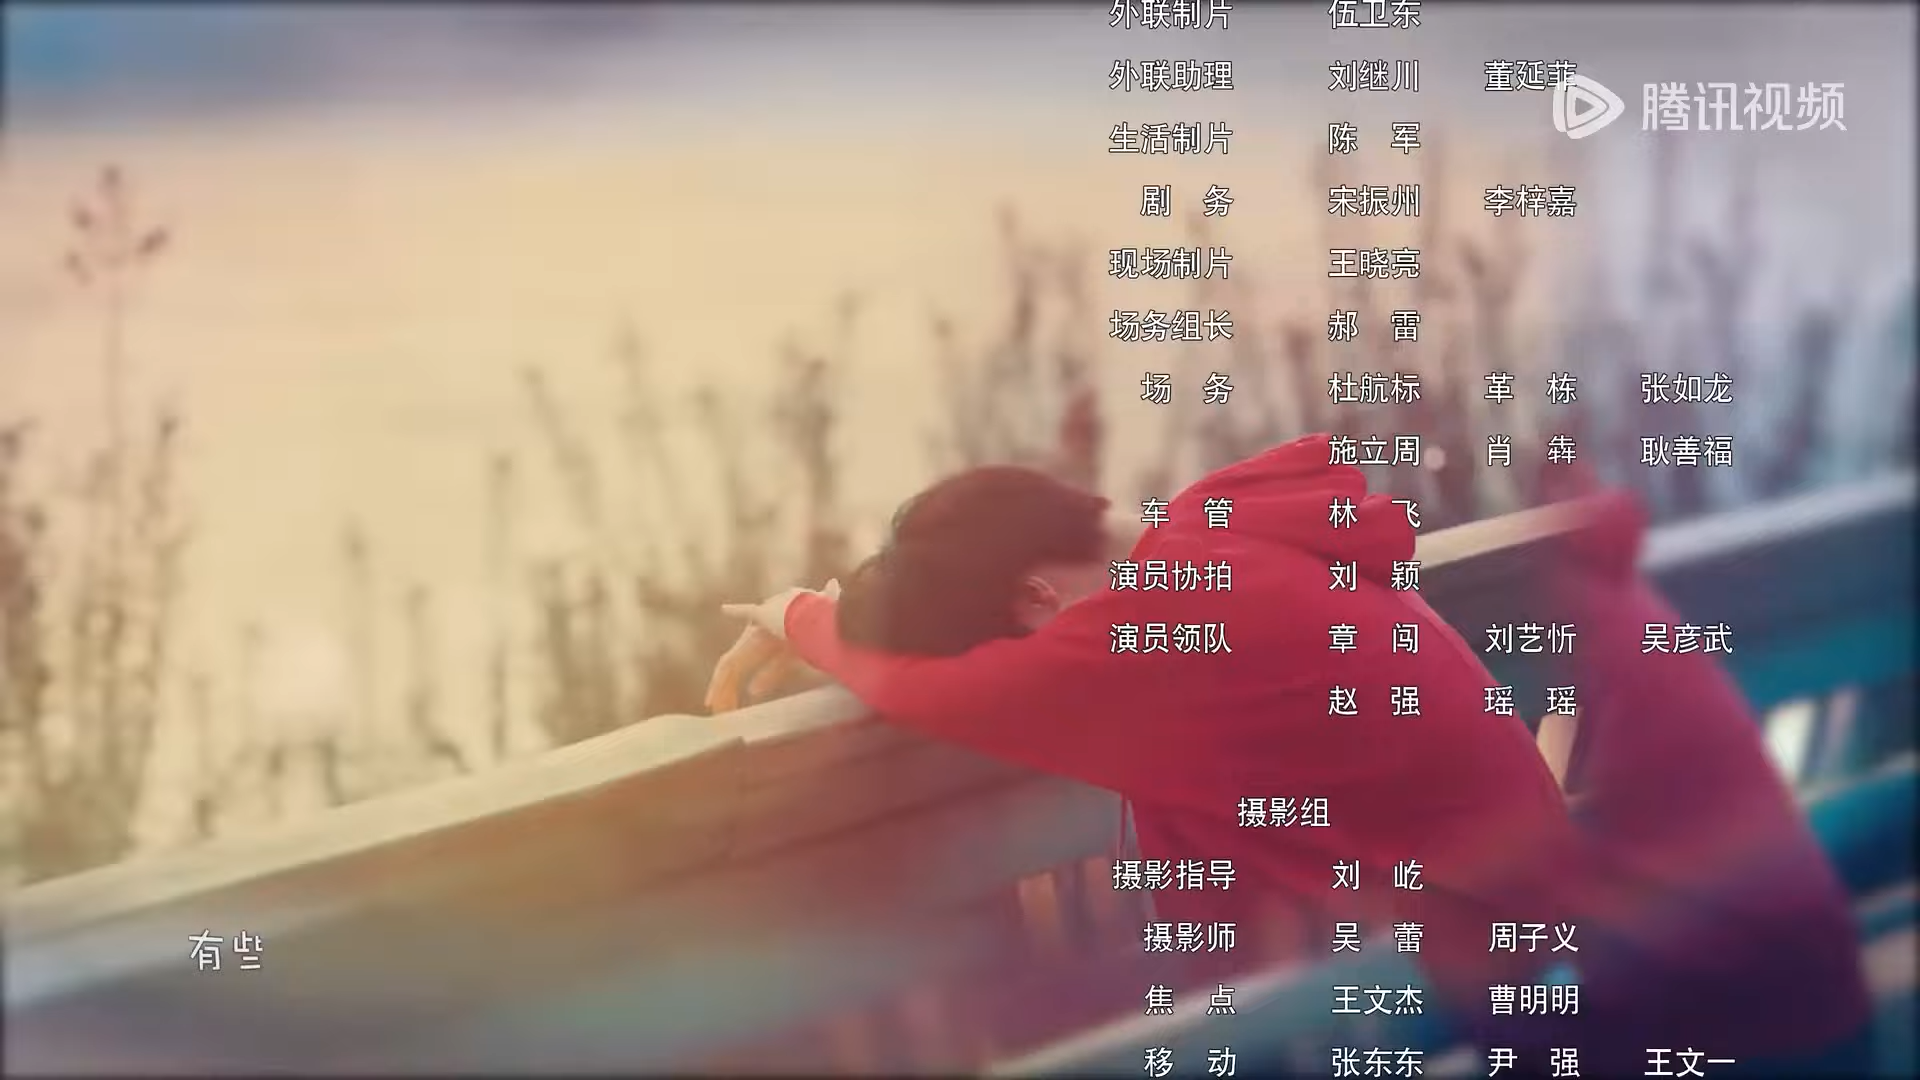 外联制片 伍卫东
外联助理 刘继川 董延菲
腾讯视频
生活制片 陈 军
剧 务 宋振州 李梓嘉
现场制片 王晓亮
场务组长 郝 雷
场 务 杜航标 革 栋 张如龙
施立周 肖 犇 耿善福
车 管 林 飞
演员协拍 刘 颖
演员领队 章 闯 刘艺忻 吴彦武
赵 强 瑶 瑶
摄影组
摄影指导 刘 屹
摄影师 吴 蕾 周子义
有些
焦 点 王文杰 曹明明
移 动 张东东 尹 强 王文一